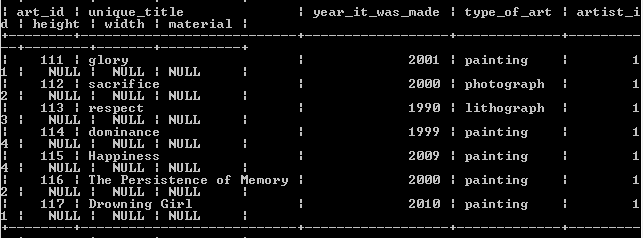 | art_id | unique_title | year_it_was_made | type_of_art | artist_i
d | height | width | material |
+--------+---------------------------+------------------+-------------+---------
--+--------+-------+----------+
| 111 | glory | 2001 | painting | 1
1 | NULL | NULL | NULL |
| 112 | sacrifice | 2000 | photograph | 1
2 | NULL | NULL | NULL |
| 113 | respect | 1990 | lithograph | 1
3 | NULL | NULL | NULL |
| 114 | dominance | 1999 | painting | 1
4 | NULL | NULL | NULL |
| 115 | Happiness | 2009 | painting | 1
4 | NULL | NULL | NULL |
| 116 | The Persistence of Memory | 2000 | painting | 1
2 | NULL | NULL | NULL |
| 117 | Drowning Girl | 2010 | painting | 1
1 | NULL | NULL | NULL |
+--------+---------------------------+------------------+-------------+---------